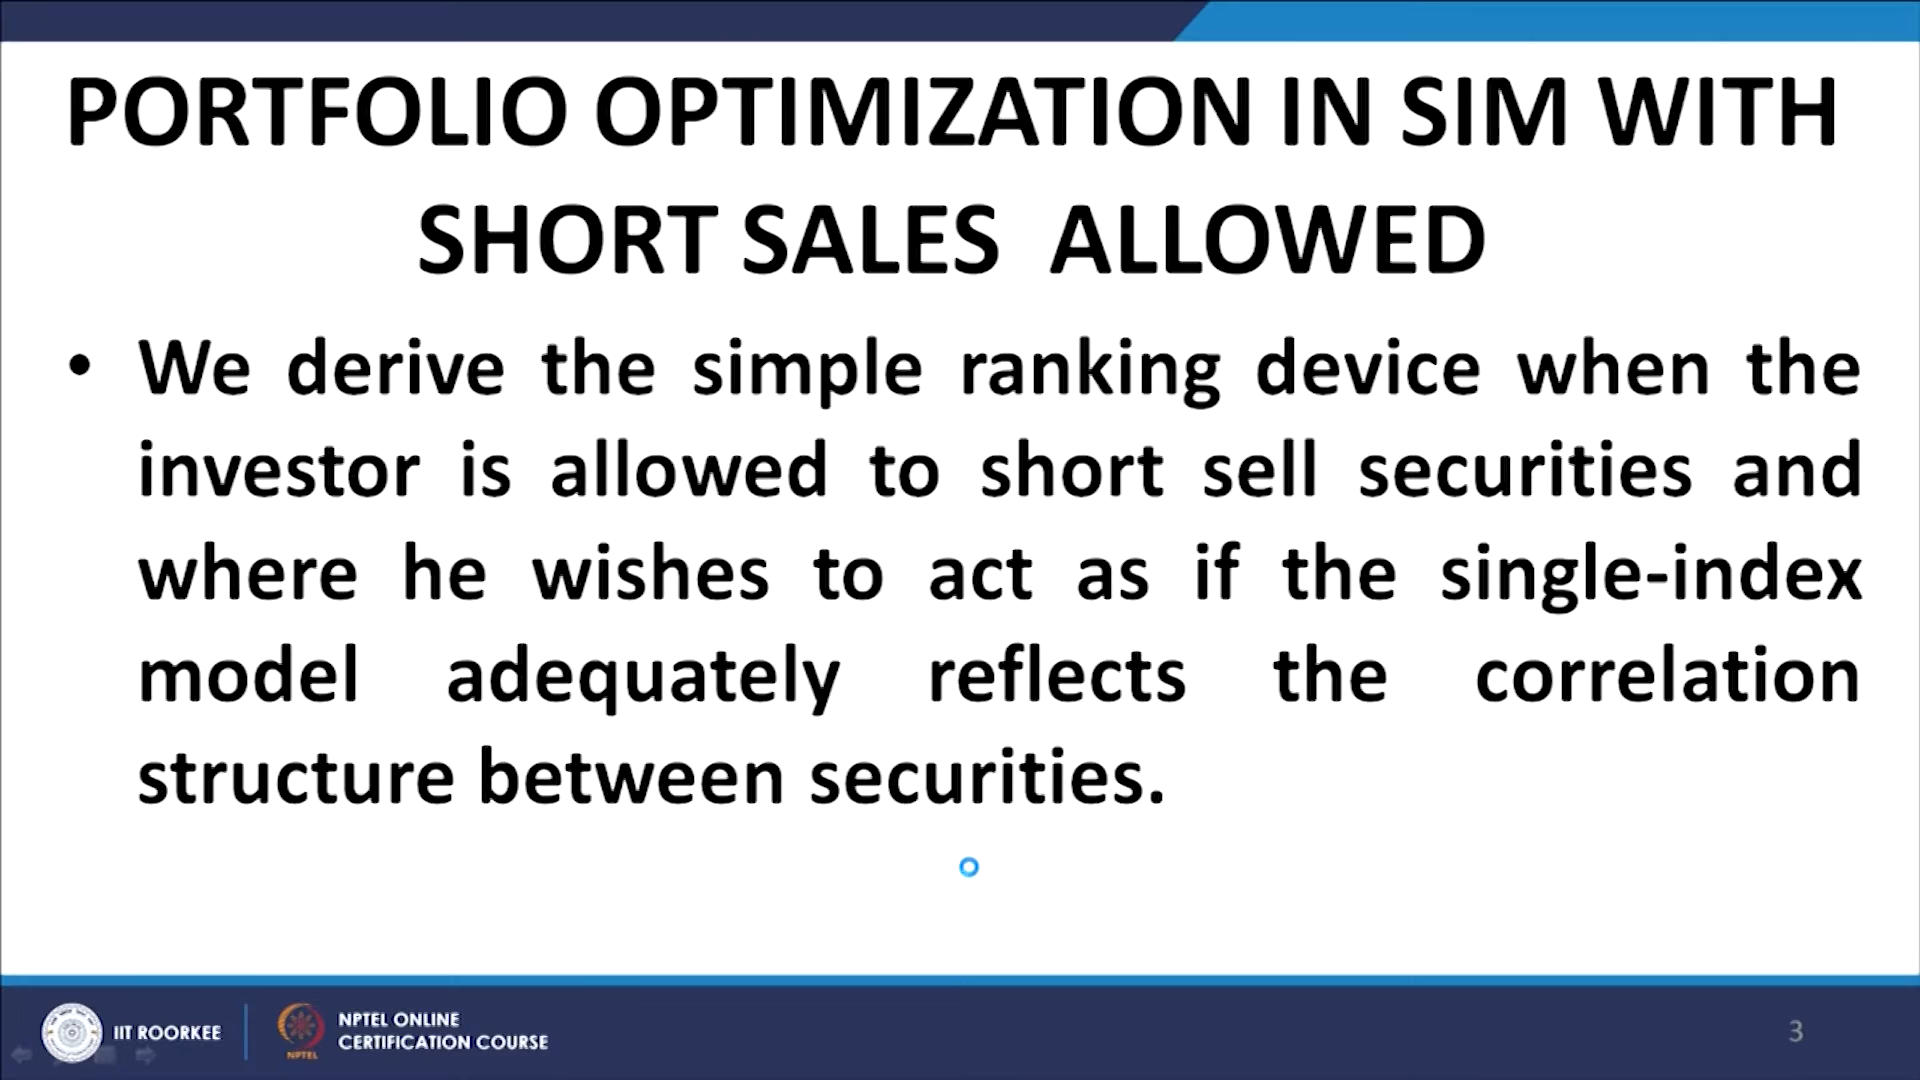 PORTFOLIO OPTIMIZATION IN SIM WITH
SHORT SALES ALLOWED
• We derive the simple ranking device when the
investor is allowed to short sell securities and
where he wishes to act as if the single-index
model adequately reflects the correlation
structure between securities.
IIT ROORKEE
NPTEL
NPTEL ONLINE
CERTIFICATION COURSE
3